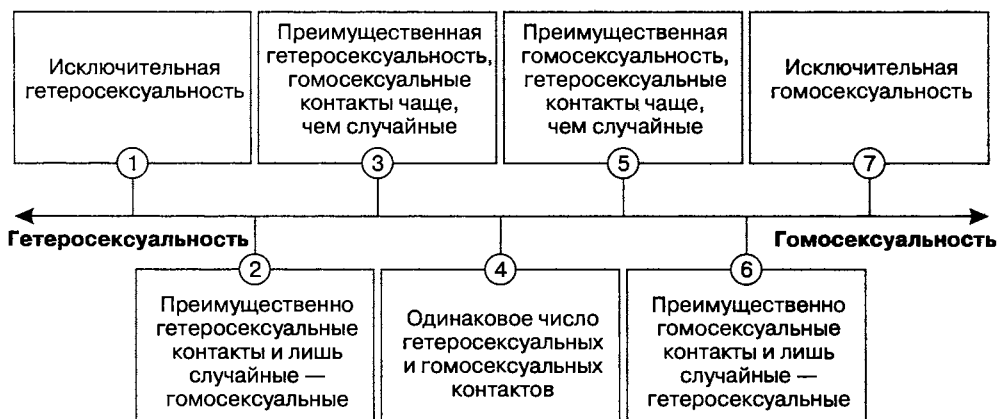 Исключительная
гетеросексуальность
1
Преимущественная
гетеросексуальность,
гомосексуальные
контакты чаще,
чем случайные
3
Преимущественная
гомосексуальность,
гетеросексуальные
контакты чаще,
чем случайные
5
Исключительная
гомосексуальность
7
Гетеросексуальность
Гомосексуальность
2
Преимущественно
гетеросексуальные
контакты и лишь
случайные —
гомосексуальные
4
Одинаковое число
гетеросексуальных
и гомосексуальных
контактов
6
Преимущественно
гомосексуальные
контакты и лишь
случайные —
гетеросексуальные